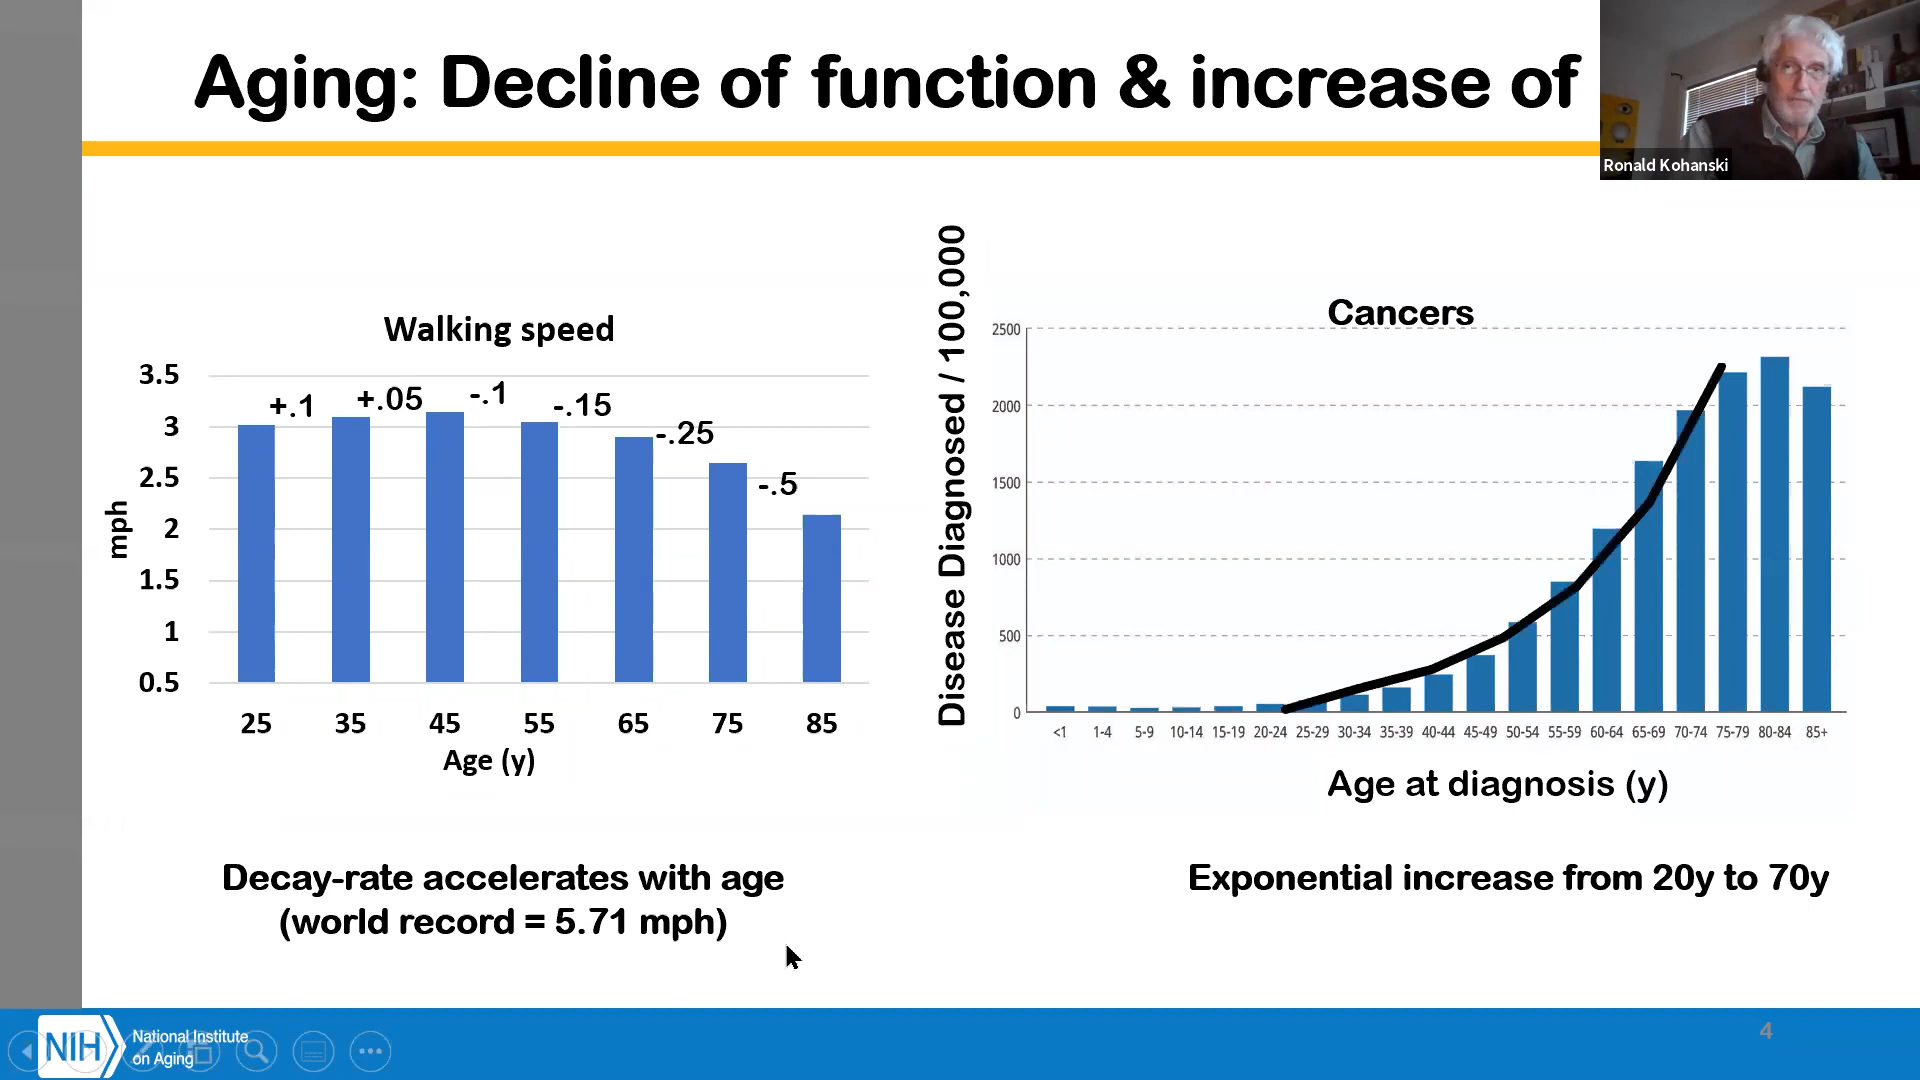 Aging: Decline of function & increase of
Ronald Kohanski
Walking speed
3.5
3
2.5
2
1.5
1
0.5
mph
+.1
+.05
-.1
-.15
-.25
-.5
25 35 45 55 65 75 85
Age (y)
Decay-rate accelerates with age
(world record = 5.71 mph)
Disease Diagnosed / 100,000
Cancers
2500
2000
1500
1000
500
0
<1 1-4 5-9 10-14 15-19 20-24 25-29 30-34 35-39 40-44 45-49 50-54 55-59 60-64 65-69 70-74 75-79 80-84 85+
Age at diagnosis (y)
Exponential increase from 20y to 70y
NIH
National Institute
on Aging
4